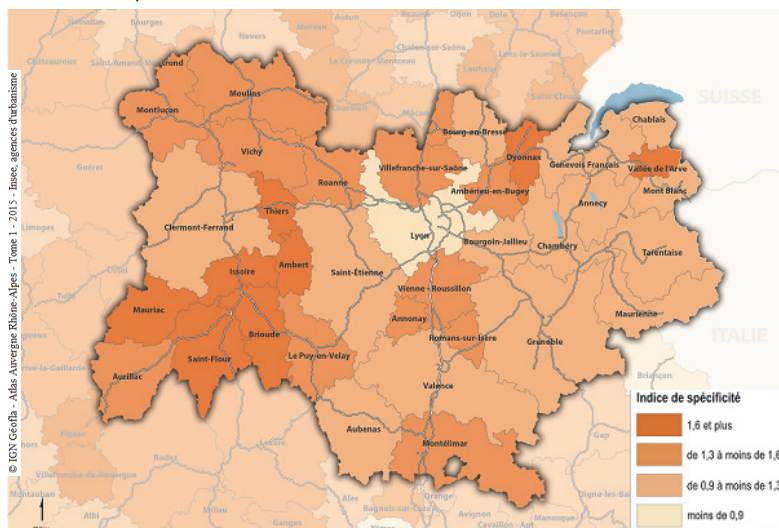 Nevers
Autun
Beaune
Dijon
Dole
Besançon
Bourges
Pontarlier
Châteauroux
Saint-Amand-Montrond
Le Creusot-Montceau
Chalon-sur-Saône
Lons-le-Saunier
Louhans
Saint-Claude
Charolais
Mâcon
SUISSE
Moulins
Montluçon
Bourg-en-Bresse
Chablais
Vichy
Oyonnax
Villefranche-sur-Saône
Genevois Français
Vallée de l'Arve
Guéret
Roanne
Ambérieu-en-Bugey
Mont Blanc
Annecy
Thiers
Clermont-Ferrand
Lyon
Bourgoin-Jallieu
Chambéry
Limoges
Tarentaise
Ussel
Issoire
Ambert
Saint-Étienne
Vienne - Roussillon
Tulle
Mauriac
Maurienne
Annonay
ITALIE
Brioude
Romans-sur-Isère
Grenoble
Saint-Flour
Le Puy-en-Velay
Brive-la-Gaillarde
Aurillac
Briançon
Valence
Aubenas
Montélimar
Figeac
Gap
Rodez
Villefranche-de-Rouergue
Alès
Montauban
Albi
Millau
Bagnols-sur-Cèze
Orange
Digne-les-Bains
Ganges
Avignon
Cavaillon - Apt
Manosque
Indice de spécificité
1,6 et plus
de 1,3 à moins de 1,6
de 0,9 à moins de 1,3
moins de 0,9
© IGN Géofla - Atlas Auvergne Rhône-Alpes - Tome 1 - 2015 - Insee, agences d'urbanisme